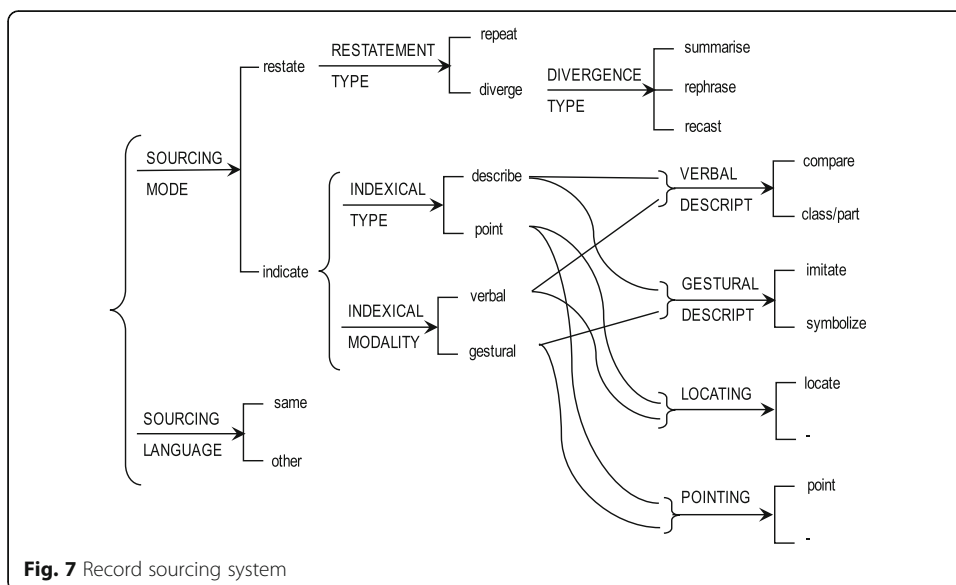 repeat
RESTATEMENT
restate
TYPE
diverge
summarise
DIVERGENCE
rephrase
TYPE
recast
SOURCING
MODE
describe
INDEXICAL
TYPE
point
indicate
verbal
INDEXICAL
MODALITY
gestural
VERBAL
DESCRIPT
compare
class/part
GESTURAL
DESCRIPT
imitate
symbolize
LOCATING
locate
-
POINTING
point
-
same
SOURCING
LANGUAGE
other
Fig. 7 Record sourcing system